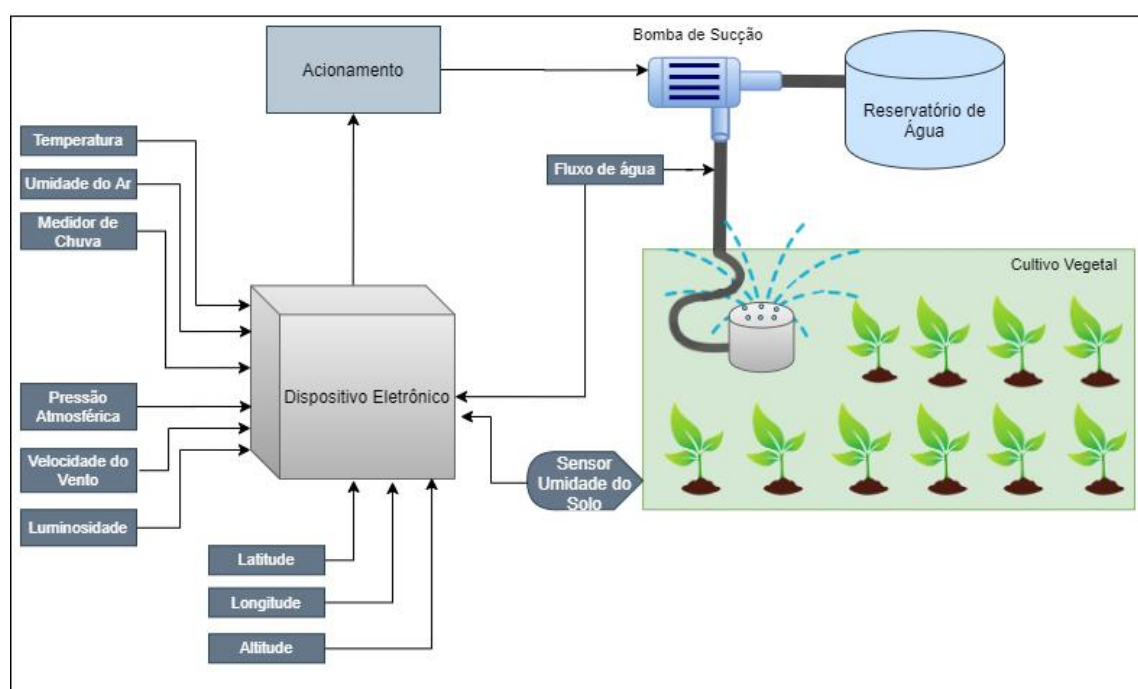 Bomba de Sucção
Acionamento
Reservatório de
Água
Temperatura
Umidade do Ar
Medidor de
Chuva
Fluxo de água
Cultivo Vegetal
Dispositivo Eletrônico
Pressão
Atmosférica
Velocidade do
Vento
Luminosidade
Sensor
Umidade do
Solo
Latitude
Longitude
Altitude